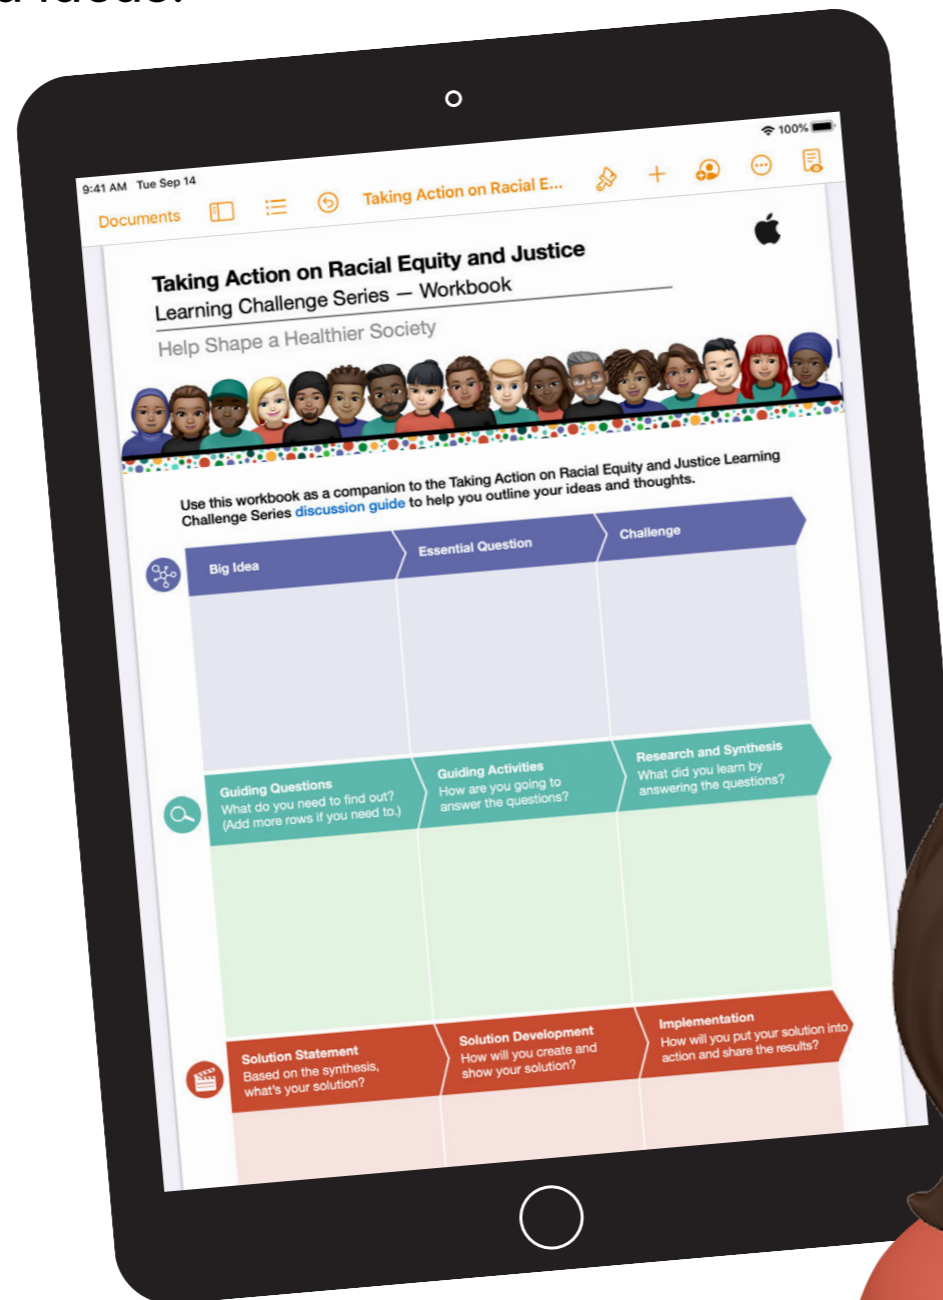 9:41 AM Tue Sep 14
100%
Documents
Taking Action on Racial E...
Taking Action on Racial Equity and Justice
Learning Challenge Series — Workbook
Help Shape a Healthier Society
Use this workbook as a companion to the Taking Action on Racial Equity and Justice Learning
Challenge Series discussion guide to help you outline your ideas and thoughts.
Big Idea
Essential Question
Challenge
Guiding Questions
What do you need to find out?
(Add more rows if you need to.)
Guiding Activities
How are you going to
answer the questions?
Research and Synthesis
What did you learn by
answering the questions?
Solution Statement
Based on the synthesis,
what's your solution?
Solution Development
How will you create and
show your solution?
Implementation
How will you put your solution into
action and share the results?